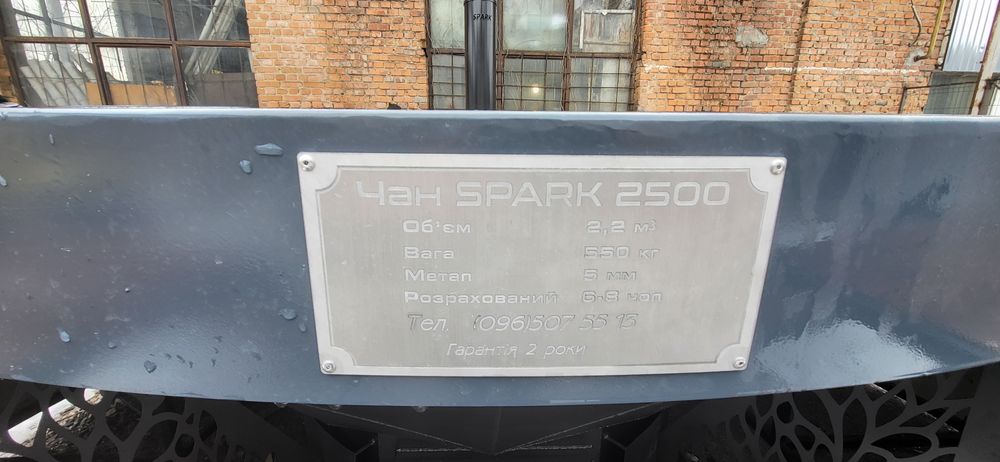 SPARK
Чан SPARK 2500
Об'єм 2,2 м³
Вага 550 кг
Метал 5 мм
Розрахований 6-8 чол
Тел. (096)507 55 15
Гарантія 2 роки